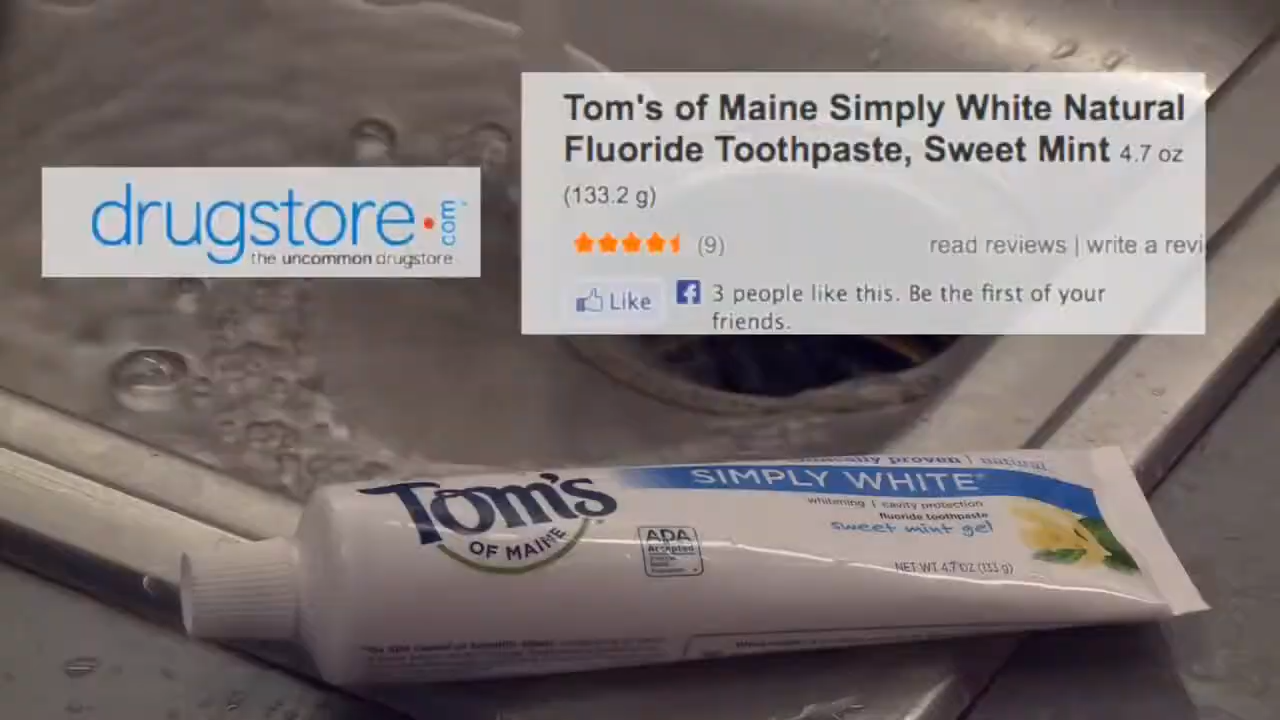 drugstore.com
the uncommon drugstore
Tom's of Maine Simply White Natural
Fluoride Toothpaste, Sweet Mint 4.7 oz
(133.2 g)
(9)
read reviews | write a revi
Like
3 people like this. Be the first of your
friends.
proven | natural
SIMPLY WHITE
whitening | cavity protection
fluoride toothpaste
sweet mint gel
Tom's
OF MAINE
ADA
Accepted
NET WT 4.7 OZ (133 g)